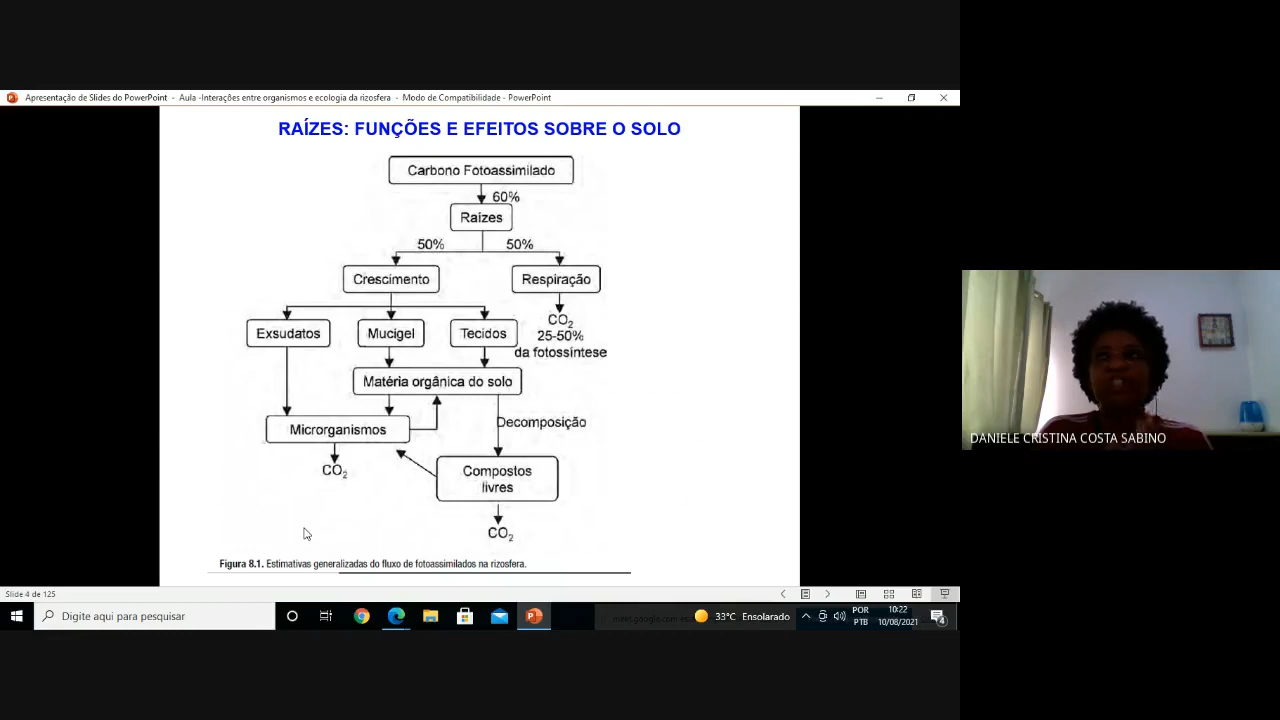 Apresentação de Slides do PowerPoint - Aula -Interações entre organismos e ecologia da rizosfera - Modo de Compatibilidade - PowerPoint
RAÍZES: FUNÇÕES E EFEITOS SOBRE O SOLO
Carbono Fotoassimilado
60%
Raízes
50%
50%
Crescimento
Respiração
CO2
25-50%
da fotossíntese
Exsudatos
Mucigel
Tecidos
Matéria orgânica do solo
Microrganismos
Decomposição
CO2
Compostos
livres
CO2
Figura 8.1. Estimativas generalizadas do fluxo de fotoassimilados na rizosfera.
DANIELE CRISTINA COSTA SABINO
Slide 4 de 125
Digite aqui para pesquisar
33°C Ensolarado
POR
PTB
10:22
10/08/2021
4